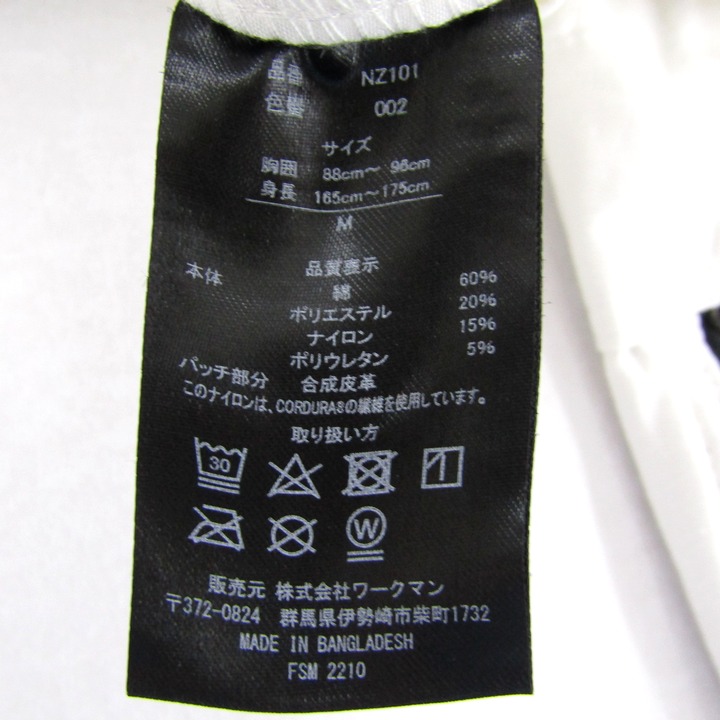 品番 NZ101
色番 002
サイズ
胸囲 88cm～ 96cm
身長 165cm～175cm
M
品質表示
本体 綿 60%
ポリエステル 20%
ナイロン 15%
ポリウレタン 5%
パッチ部分 合成皮革
このナイロンは、CORDURA®の繊維を使用しています。
取り扱い方
30
W
販売元 株式会社ワークマン
〒372-0824 群馬県伊勢崎市柴町1732
MADE IN BANGLADESH
FSM 2210